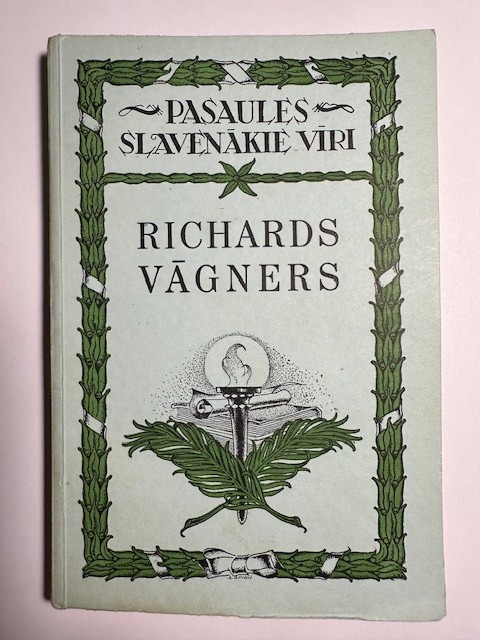 PASAULES
SLAVENĀKIE VĪRI
RICHARDS
VĀGNERS